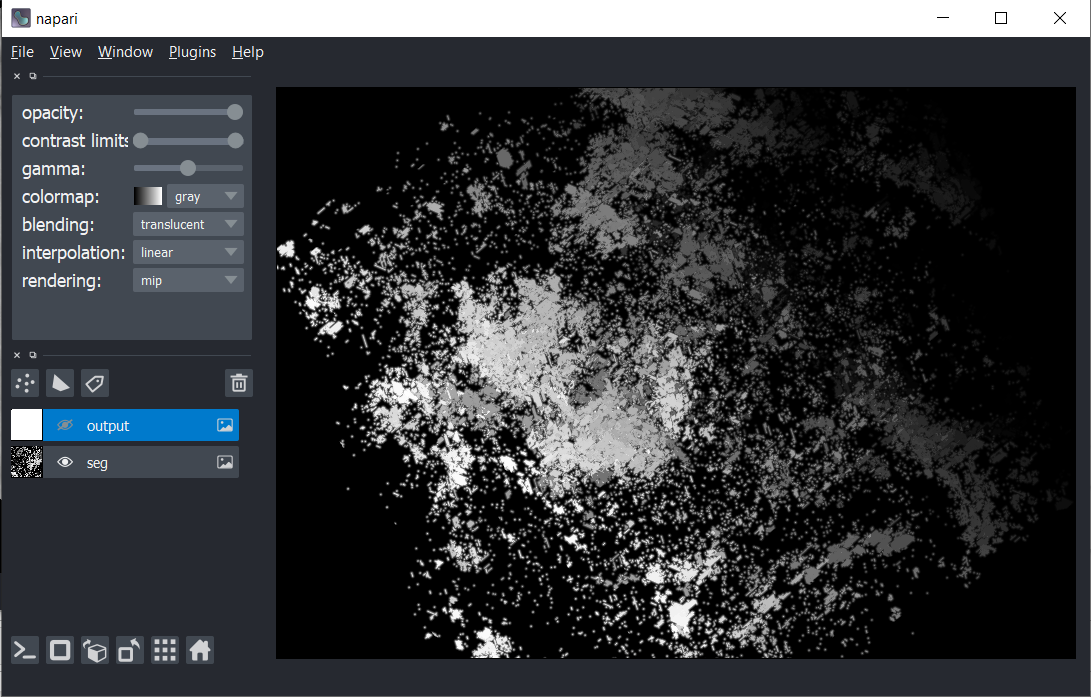 napari
File View Window Plugins Help
opacity:
contrast limits
gamma:
colormap: gray
blending: translucent
interpolation: linear
rendering: mip
output
seg